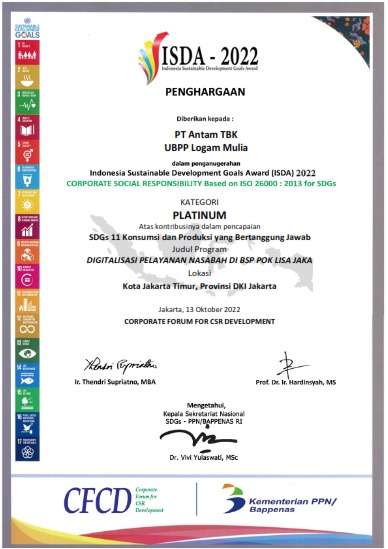 SUSTAINABLE
DEVELOPMENT
GOALS
ISDA - 2022
Indonesia Sustainable Development Goals Award
PENGHARGAAN
Diberikan kepada :
PT Antam TBK
UBPP Logam Mulia
dalam penganugerahan
Indonesia Sustainable Development Goals Award (ISDA) 2022
CORPORATE SOCIAL RESPONSIBILITY Based on ISO 26000 : 2013 for SDGs
KATEGORI
PLATINUM
Atas kontribusinya dalam pencapaian
SDGs 11 Konsumsi dan Produksi yang Bertanggung Jawab
Judul Program
DIGITALISASI PELAYANAN NASABAH DI BSP POK LISA JAKA
Lokasi
Kota Jakarta Timur, Provinsi DKI Jakarta
Jakarta, 13 Oktober 2022
CORPORATE FORUM FOR CSR DEVELOPMENT
Ir. Thendri Supriatno, MBA
Prof. Dr. Ir. Hardinsyah, MS
Mengetahui,
Kepala Sekretariat Nasional
SDGs - PPN/BAPPENAS RI
Dr. Vivi Yulaswati, MSc
CFCD
Corporate
Forum for
CSR
Development
Kementerian PPN/
Bappenas